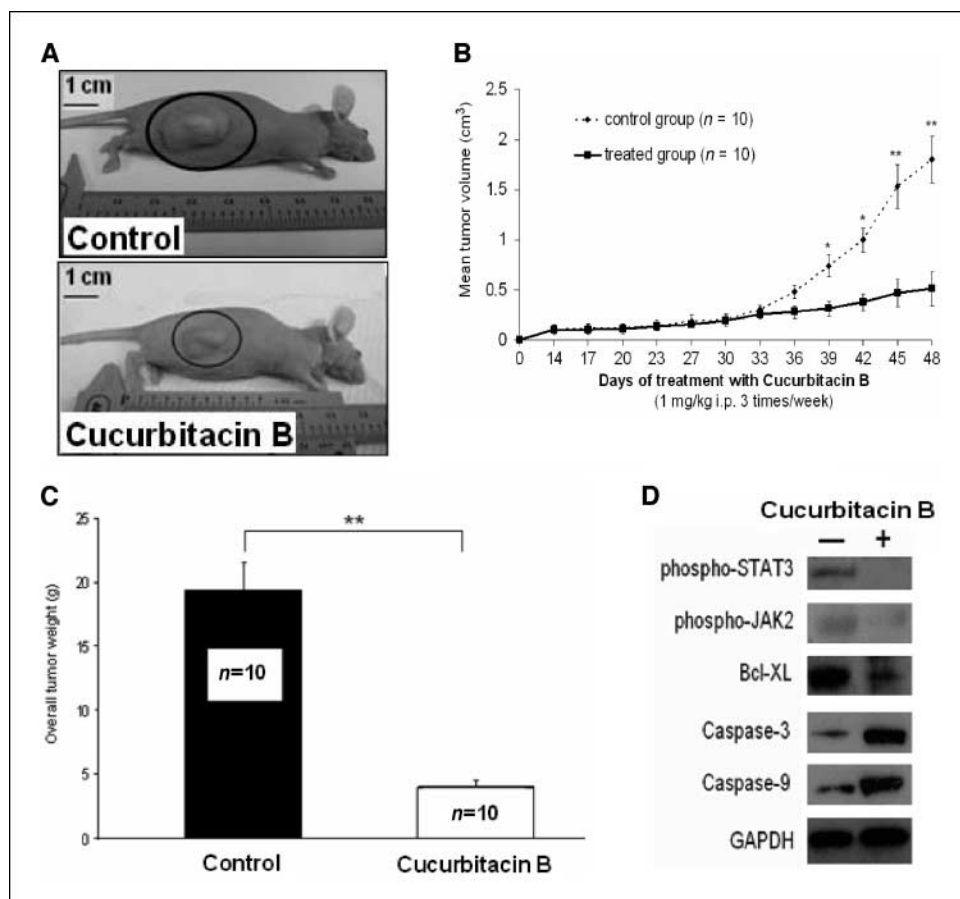 A
1 cm
Control
1 cm
Cucurbitacin B
B
Mean tumor volume (cm³)
2.5
2
1.5
1
0.5
0
control group (n = 10)
treated group (n = 10)
*
*
**
**
0 14 17 20 23 27 30 33 36 39 42 45 48
Days of treatment with Cucurbitacin B
(1 mg/kg i.p. 3 times/week)
C
Overall tumor weight (g)
25
20
15
10
5
0
**
n=10
n=10
Control
Cucurbitacin B
D
Cucurbitacin B
— +
phospho-STAT3
phospho-JAK2
Bcl-XL
Caspase-3
Caspase-9
GAPDH